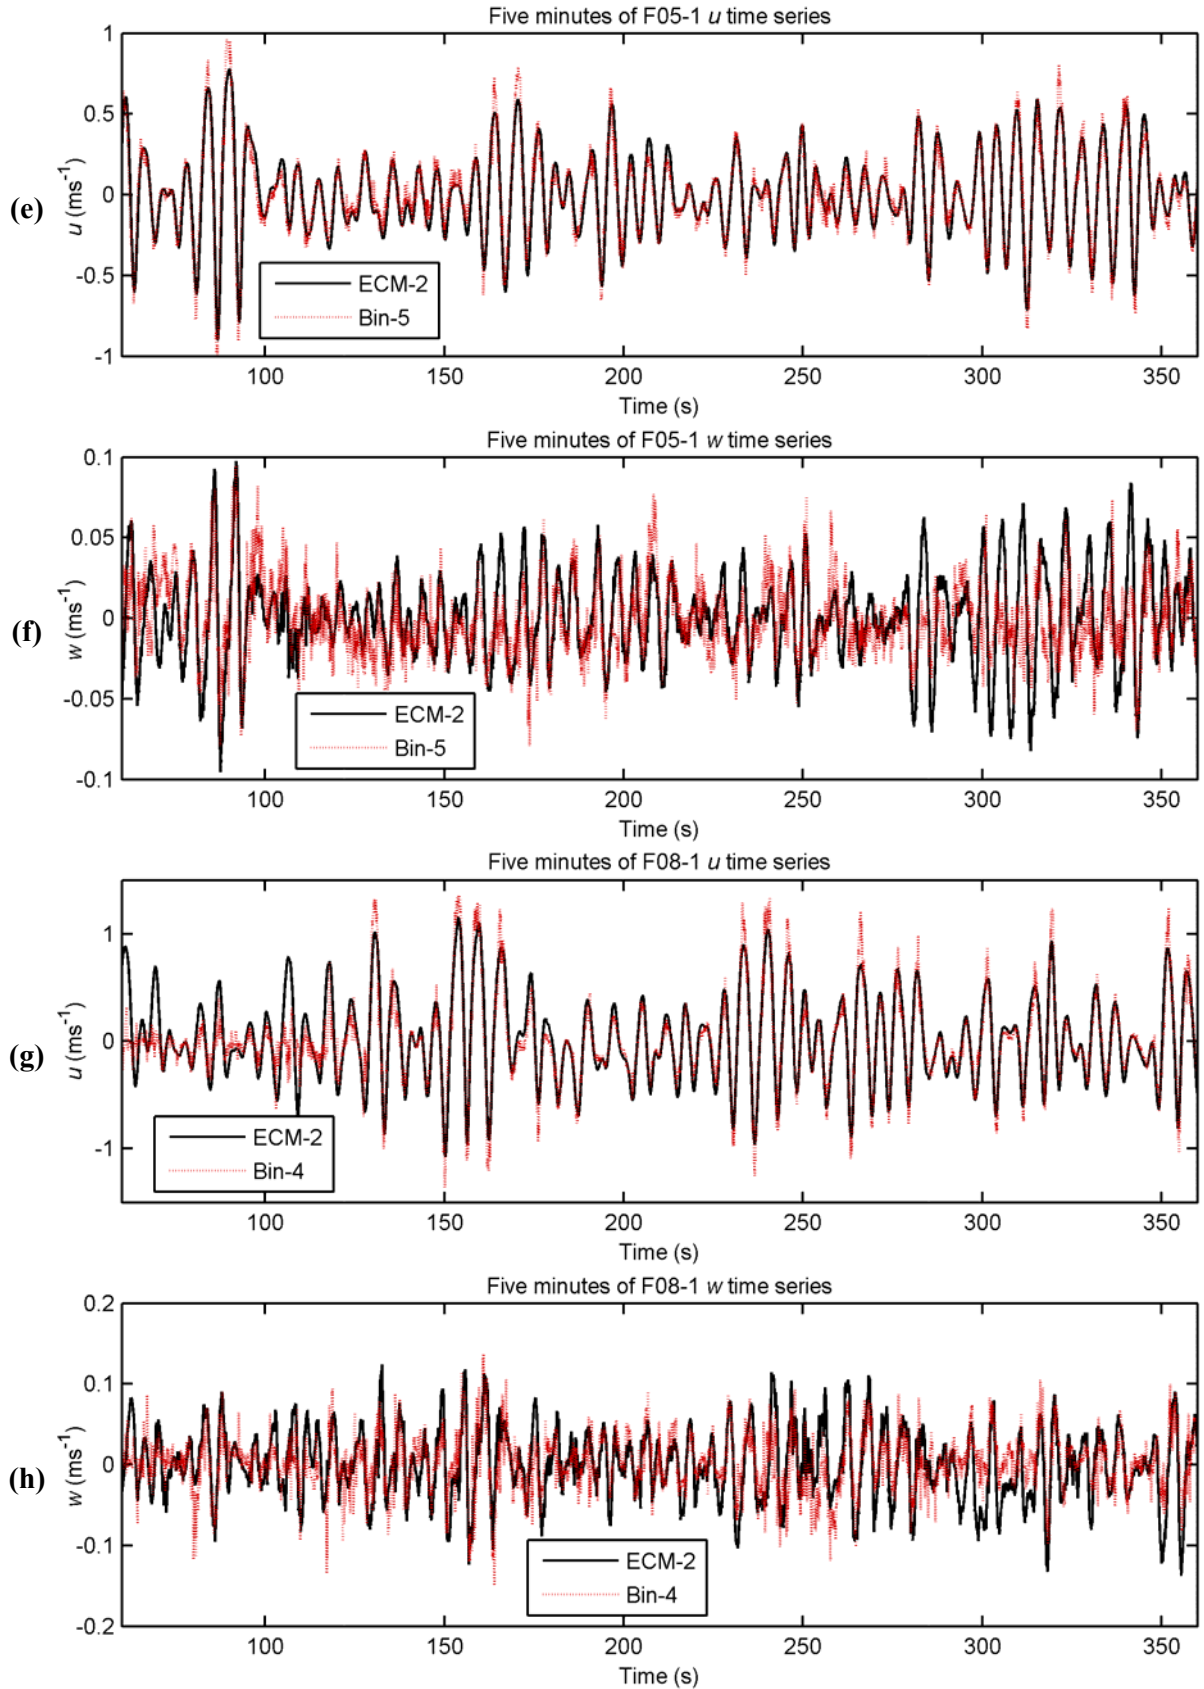 Five minutes of F05-1 u time series
1
0.5
(e)
u (ms-1)
0
-0.5
-1
ECM-2
Bin-5
100 150 200 250 300 350
Time (s)
Five minutes of F05-1 w time series
0.1
0.05
(f)
w (ms-1)
0
-0.05
-0.1
ECM-2
Bin-5
100 150 200 250 300 350
Time (s)
Five minutes of F08-1 u time series
1
(g)
u (ms-1)
0
-1
ECM-2
Bin-4
100 150 200 250 300 350
Time (s)
Five minutes of F08-1 w time series
0.2
0.1
(h)
w (ms-1)
0
-0.1
-0.2
ECM-2
Bin-4
100 150 200 250 300 350
Time (s)